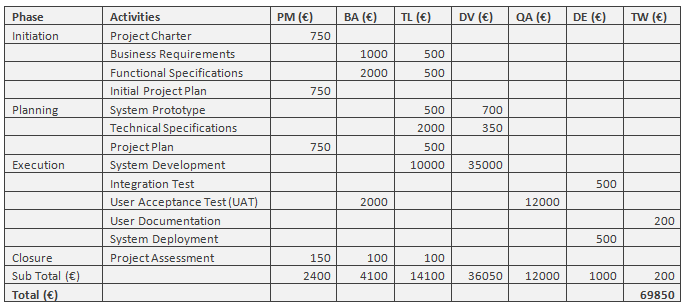 Phase Activities PM (€) BA (€) TL (€) DV (€) QA (€) DE (€) TW (€)
Initiation Project Charter 750
Business Requirements 1000 500
Functional Specifications 2000 500
Initial Project Plan 750
Planning System Prototype 500 700
Technical Specifications 2000 350
Project Plan 750 500
Execution System Development 10000 35000
Integration Test 500
User Acceptance Test (UAT) 2000 12000
User Documentation 200
System Deployment 500
Closure Project Assessment 150 100 100
Sub Total (€) 2400 4100 14100 36050 12000 1000 200
Total (€) 69850